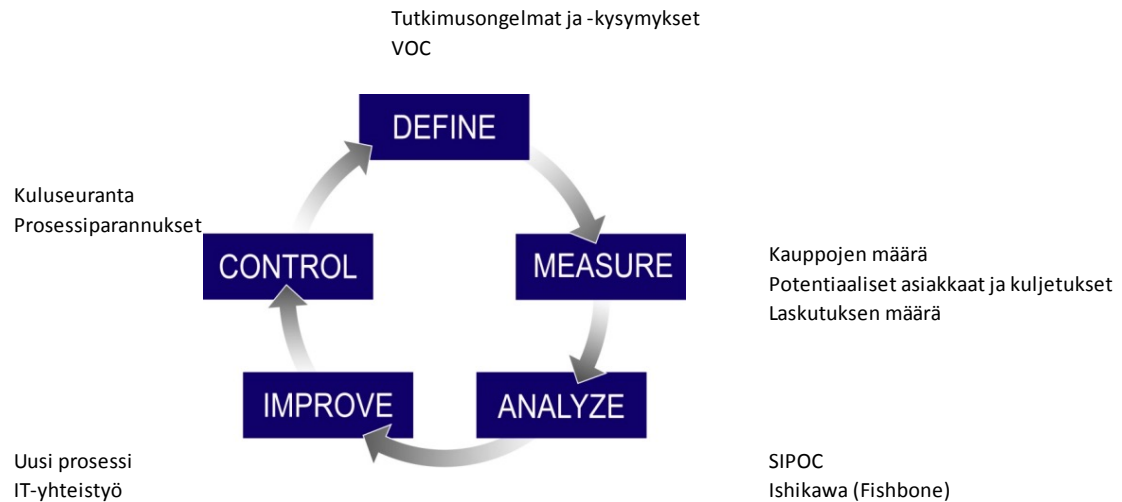 Tutkimusongelmat ja -kysymykset
VOC
DEFINE
Kuluseuranta
Prosessiparannukset
CONTROL
MEASURE
Kauppojen määrä
Potentiaaliset asiakkaat ja kuljetukset
Laskutuksen määrä
IMPROVE
ANALYZE
Uusi prosessi
IT-yhteistyö
SIPOC
Ishikawa (Fishbone)